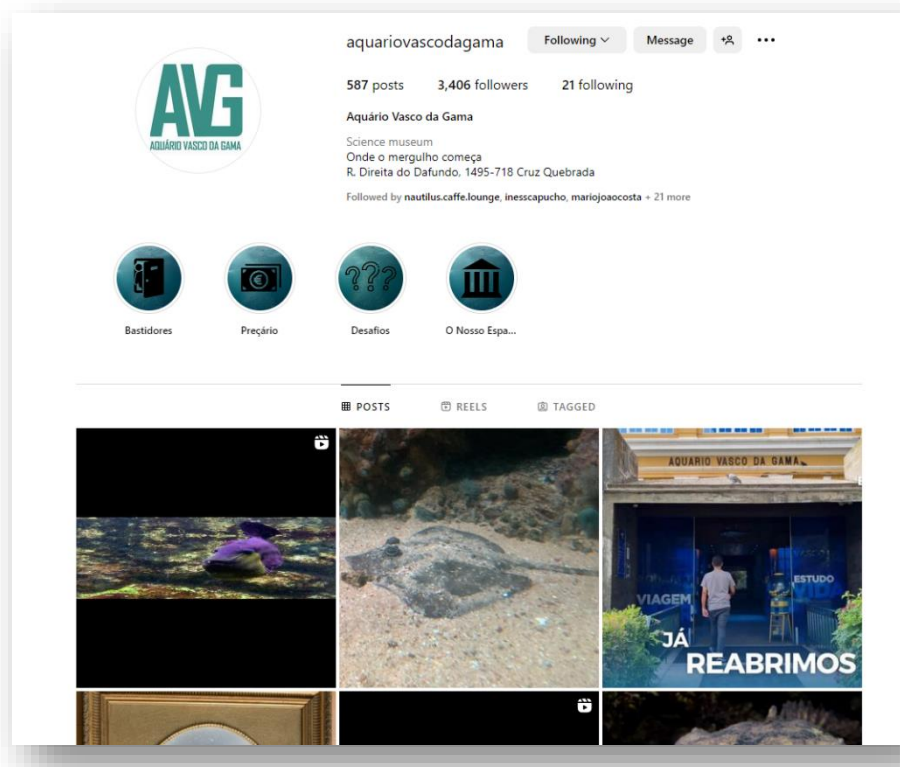 aquariovascodagama Following Message
587 posts 3,406 followers 21 following
Aquário Vasco da Gama
Science museum
Onde o mergulho começa
R. Direita do Dafundo, 1495-718 Cruz Quebrada
Followed by nautilus.caffe.lounge, inesscapucho, mariojoaocosta + 21 more
AVG
AQUÁRIO VASCO DA GAMA
Bastidores Preçário Desafios O Nosso Espa...
POSTS REELS TAGGED
AQUARIO VASCO DA GAMA
VIAGEM
ESTUDO
VIDA
JÁ
REABRIMOS